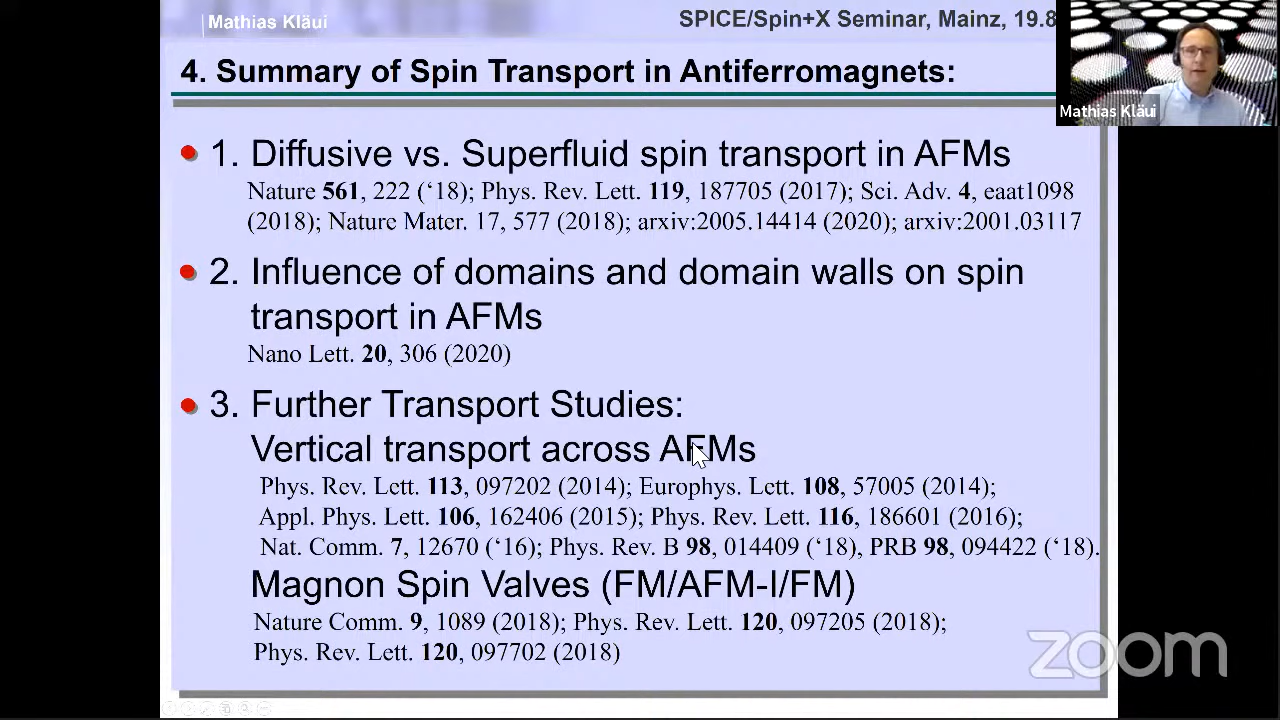 Mathias Kläui
SPICE/Spin+X Seminar, Mainz, 19.8
Mathias Kläui
4. Summary of Spin Transport in Antiferromagnets:
1. Diffusive vs. Superfluid spin transport in AFMs
Nature 561, 222 (‘18); Phys. Rev. Lett. 119, 187705 (2017); Sci. Adv. 4, eaat1098
(2018); Nature Mater. 17, 577 (2018); arxiv:2005.14414 (2020); arxiv:2001.03117
2. Influence of domains and domain walls on spin
transport in AFMs
Nano Lett. 20, 306 (2020)
3. Further Transport Studies:
Vertical transport across AFMs
Phys. Rev. Lett. 113, 097202 (2014); Europhys. Lett. 108, 57005 (2014);
Appl. Phys. Lett. 106, 162406 (2015); Phys. Rev. Lett. 116, 186601 (2016);
Nat. Comm. 7, 12670 (‘16); Phys. Rev. B 98, 014409 (‘18), PRB 98, 094422 (‘18).
Magnon Spin Valves (FM/AFM-I/FM)
Nature Comm. 9, 1089 (2018); Phys. Rev. Lett. 120, 097205 (2018);
Phys. Rev. Lett. 120, 097702 (2018)
zoom